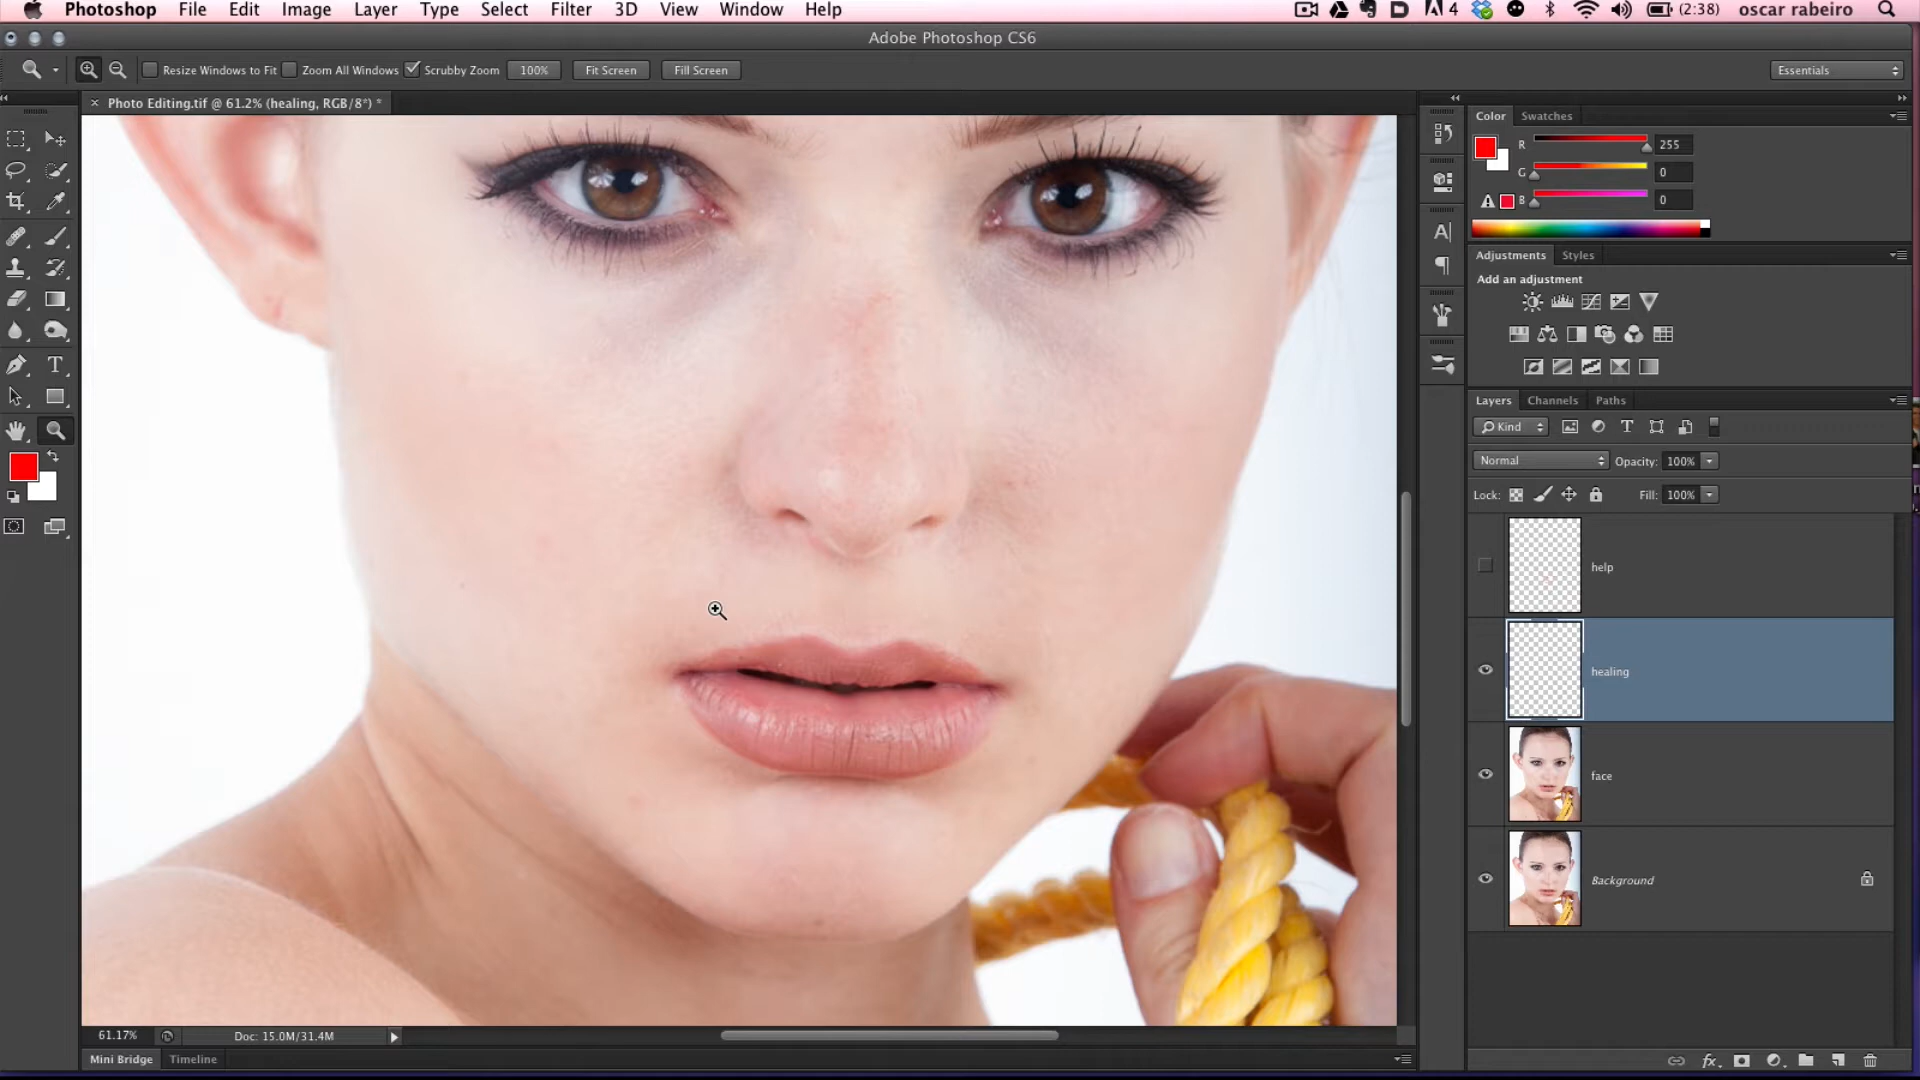 Photoshop File Edit Image Layer Type Select Filter 3D View Window Help 4 (2:38) oscar rabeiro
Adobe Photoshop CS6
Resize Windows to Fit Zoom All Windows Scrubby Zoom 100% Fit Screen Fill Screen Essentials
Photo Editing.tif @ 61.2% (healing, RGB/8*) *
Color Swatches
R 255
G 0
B 0
Adjustments Styles
Add an adjustment
Layers Channels Paths
Kind
Normal Opacity: 100%
Lock: Fill: 100%
help
healing
face
Background
61.17% Doc: 15.0M/31.4M
Mini Bridge Timeline